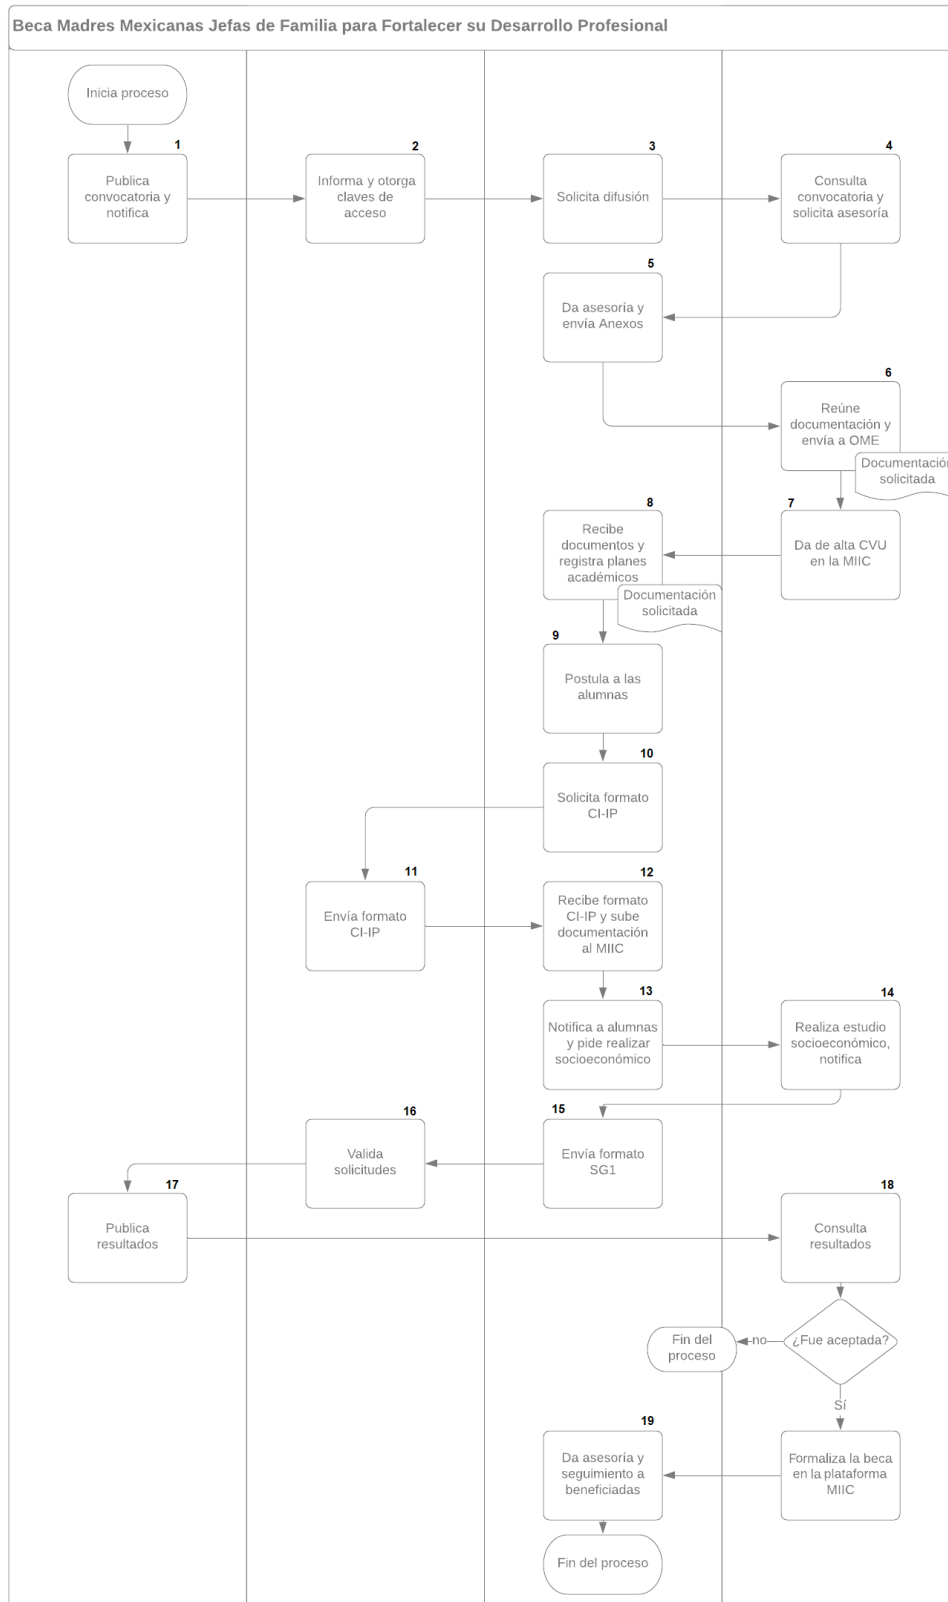 Beca Madres Mexicanas Jefas de Familia para Fortalecer su Desarrollo Profesional
Inicia proceso
1
Publica
convocatoria y
notifica
2
Informa y otorga
claves de
acceso
3
Solicita difusión
4
Consulta
convocatoria y
solicita asesoría
5
Da asesoría y
envía Anexos
6
Reúne
documentación y
envía a OME
Documentación
solicitada
7
Da de alta CVU
en la MIIC
8
Recibe
documentos y
registra planes
académicos
Documentación
solicitada
9
Postula a las
alumnas
10
Solicita formato
CI-IP
11
Envía formato
CI-IP
12
Recibe formato
CI-IP y sube
documentación
al MIIC
13
Notifica a alumnas
y pide realizar
socioeconómico
14
Realiza estudio
socioeconómico,
notifica
15
Envía formato
SG1
16
Valida
solicitudes
17
Publica
resultados
18
Consulta
resultados
¿Fue aceptada?
no
Fin del
proceso
Sí
Formaliza la beca
en la plataforma
MIIC
19
Da asesoría y
seguimiento a
beneficiadas
Fin del proceso